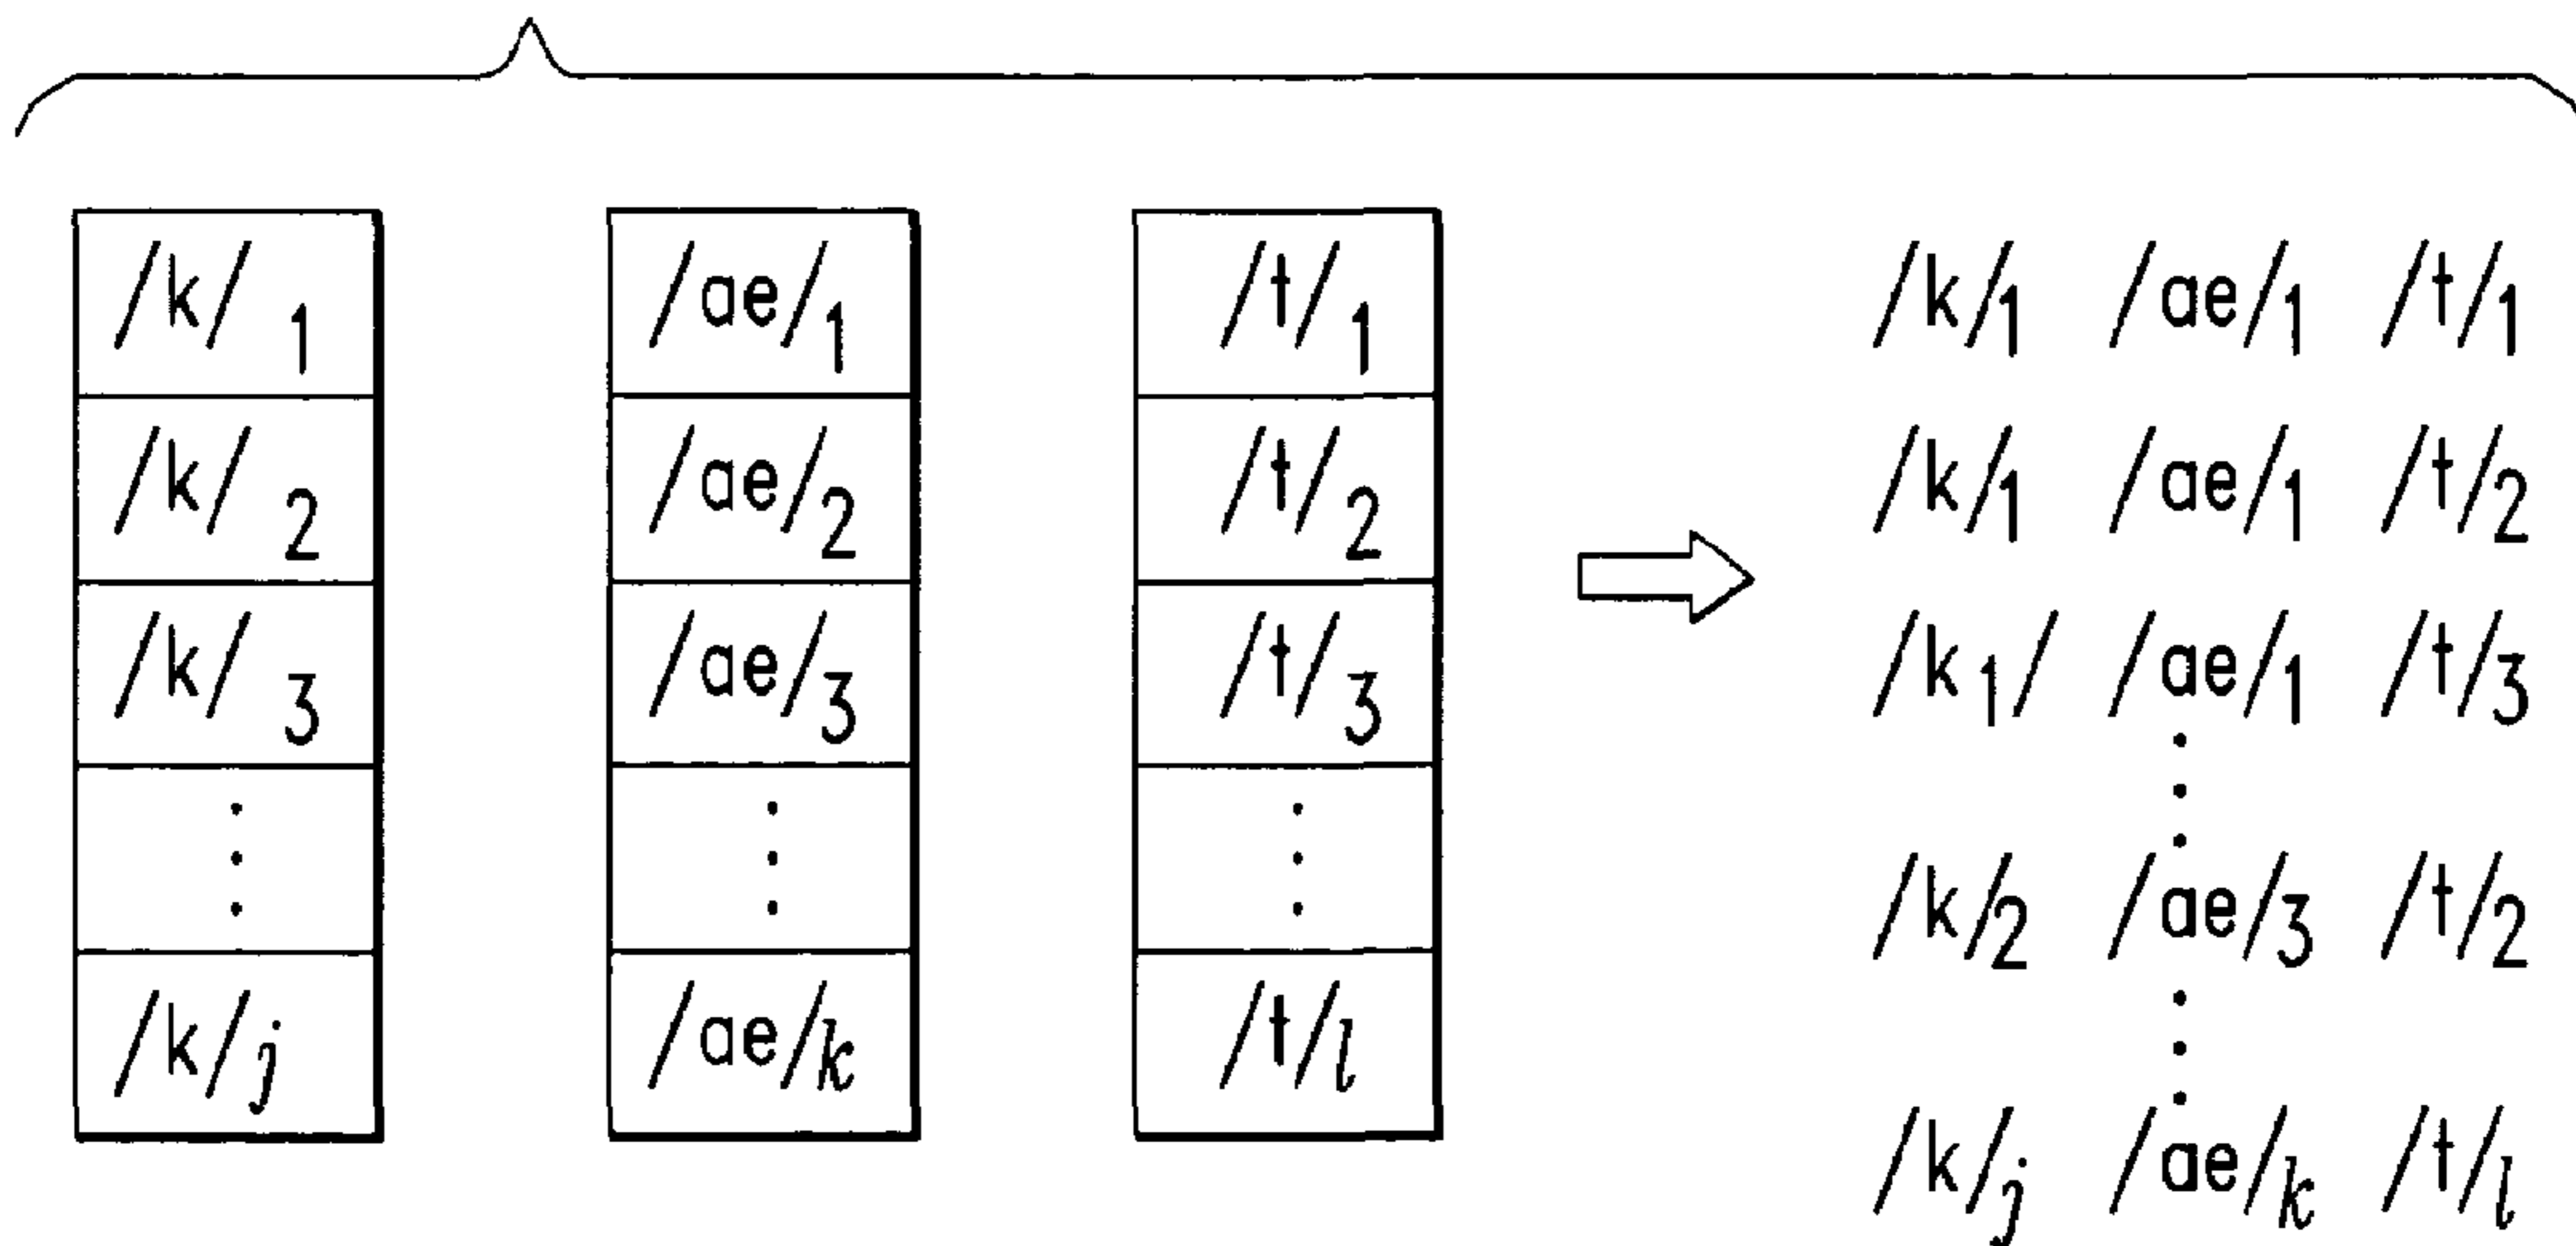 /k/ 1 /ae/1 /t/1 /k/1 /ae/1 /t/1
/k/ 2 /ae/2 /t/2 /k/1 /ae/1 /t/2
/k/ 3 /ae/3 /t/3 /k1/ /ae/1 /t/3
/k/2 /ae/3 /t/2
/k/j /ae/k /t/l
/k/j /ae/k /t/l